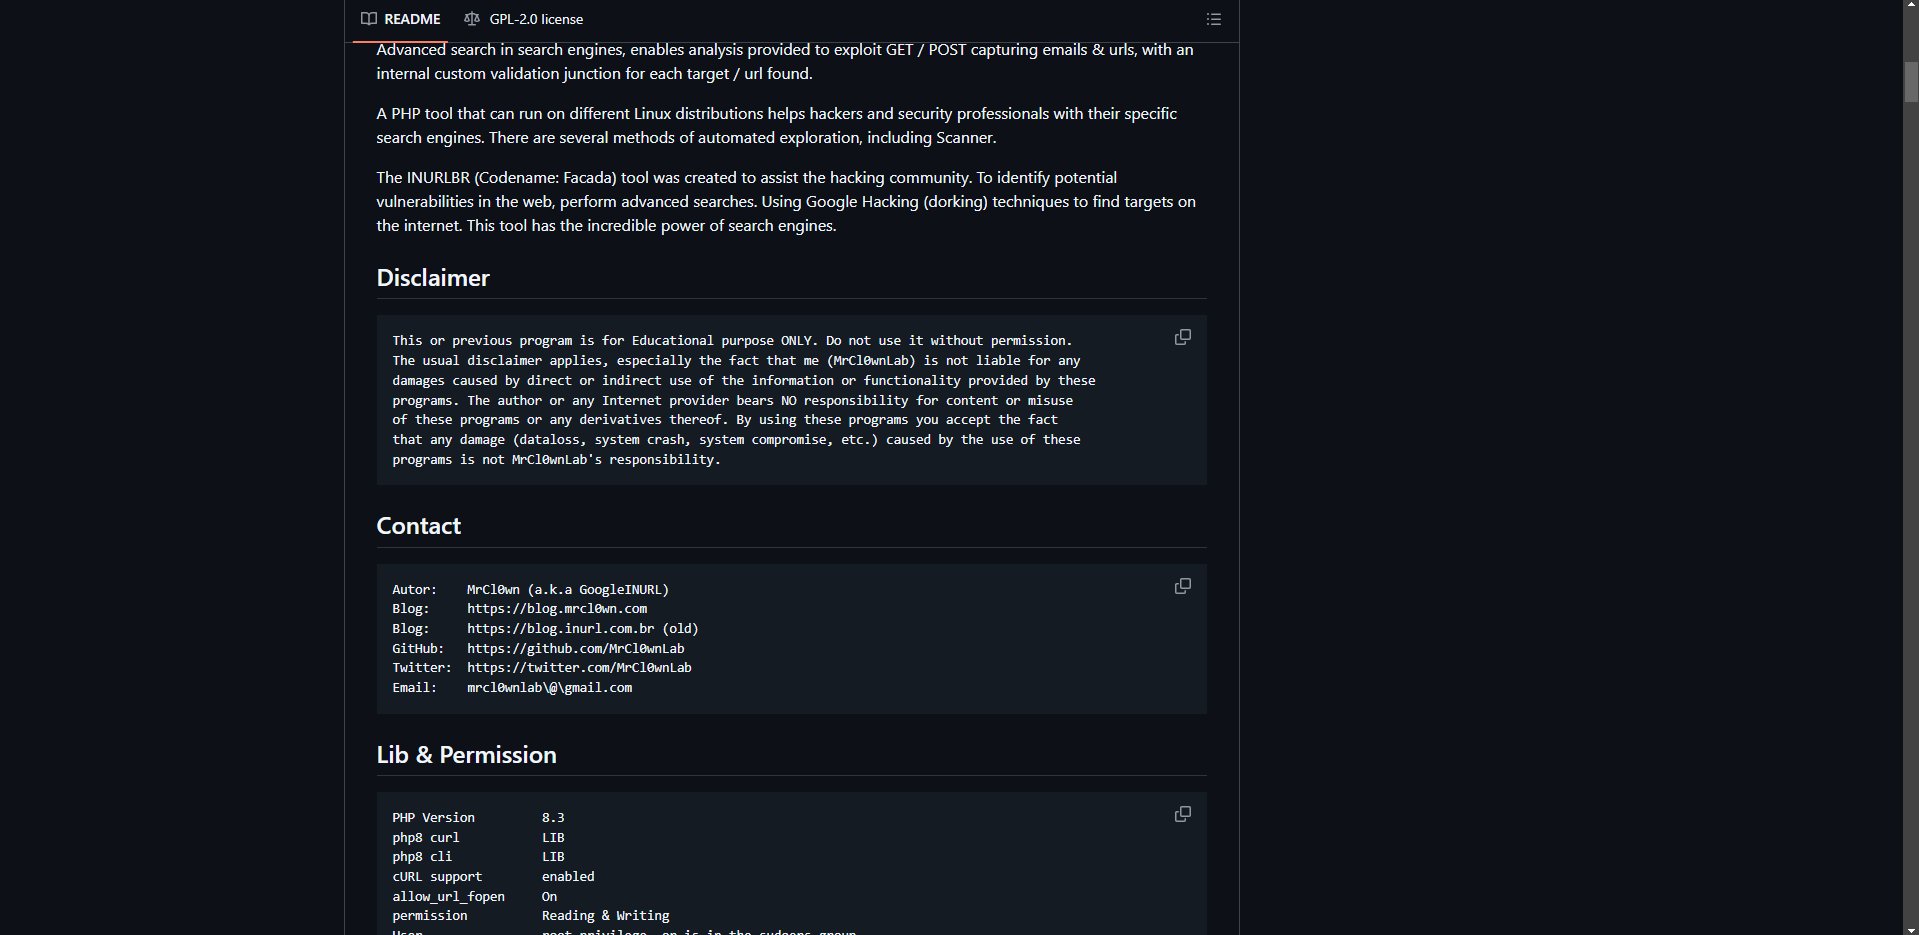 README GPL-2.0 license
Advanced search in search engines, enables analysis provided to exploit GET / POST capturing emails & urls, with an
internal custom validation junction for each target / url found.
A PHP tool that can run on different Linux distributions helps hackers and security professionals with their specific
search engines. There are several methods of automated exploration, including Scanner.
The INURLBR (Codename: Facada) tool was created to assist the hacking community. To identify potential
vulnerabilities in the web, perform advanced searches. Using Google Hacking (dorking) techniques to find targets on
the internet. This tool has the incredible power of search engines.
Disclaimer
This or previous program is for Educational purpose ONLY. Do not use it without permission.
The usual disclaimer applies, especially the fact that me (MrCl0wnLab) is not liable for any
damages caused by direct or indirect use of the information or functionality provided by these
programs. The author or any Internet provider bears NO responsibility for content or misuse
of these programs or any derivatives thereof. By using these programs you accept the fact
that any damage (dataloss, system crash, system compromise, etc.) caused by the use of these
programs is not MrCl0wnLab's responsibility.
Contact
Autor: MrCl0wn (a.k.a GoogleINURL)
Blog: https://blog.mrcl0wn.com
Blog: https://blog.inurl.com.br (old)
GitHub: https://github.com/MrCl0wnLab
Twitter: https://twitter.com/MrCl0wnLab
Email: mrcl0wnlab\@\gmail.com
Lib & Permission
PHP Version 8.3
php8 curl LIB
php8 cli LIB
cURL support enabled
allow_url_fopen On
permission Reading & Writing
User root privilege, or is in the sudoers group